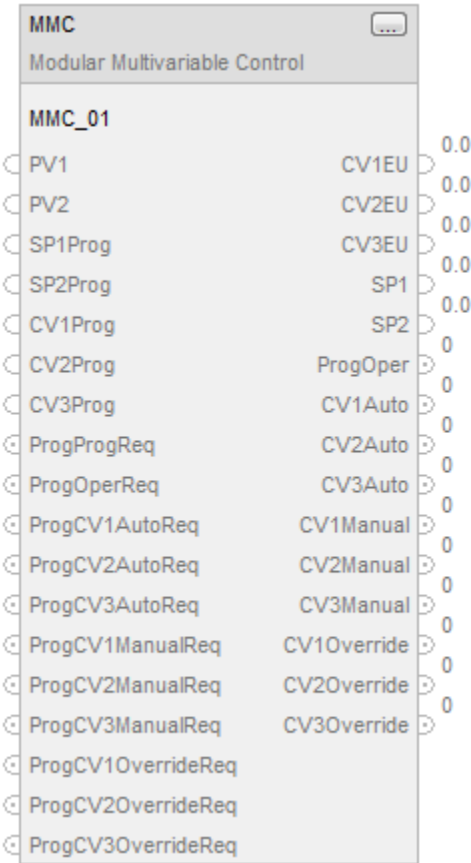 MMC ...
Modular Multivariable Control
MMC_01
0.0
PV1 CV1EU
0.0
PV2 CV2EU
0.0
SP1Prog CV3EU
0.0
SP2Prog SP1
0.0
CV1Prog SP2
0
CV2Prog ProgOper
0
CV3Prog CV1Auto
0
ProgProgReq CV2Auto
0
ProgOperReq CV3Auto
0
ProgCV1AutoReq CV1Manual
0
ProgCV2AutoReq CV2Manual
0
ProgCV3AutoReq CV3Manual
0
ProgCV1ManualReq CV1Override
0
ProgCV2ManualReq CV2Override
0
ProgCV3ManualReq CV3Override
ProgCV1OverrideReq
ProgCV2OverrideReq
ProgCV3OverrideReq